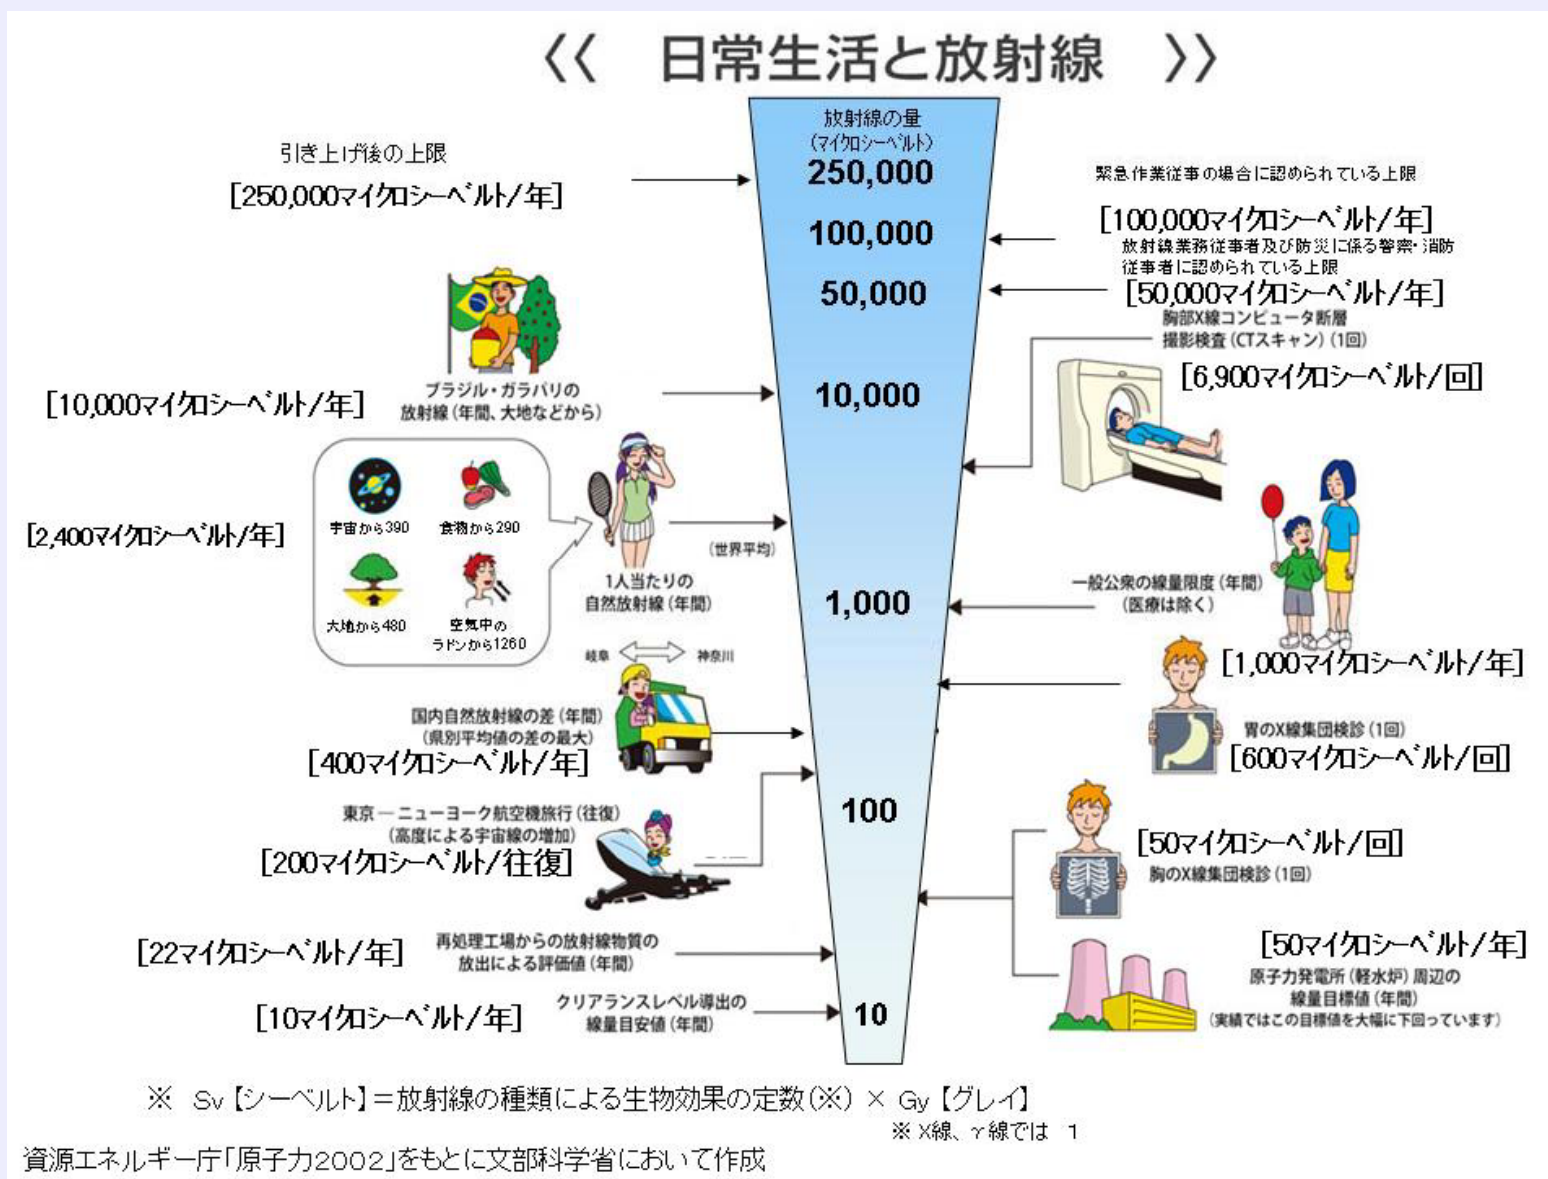 《 日常生活と放射線 》
放射線の量
(マイクロシーベルト)
250,000
100,000
50,000
10,000
1,000
100
10
引き上げ後の上限
[250,000マイクロシーベルト/年]
ブラジル・ガラパリの
放射線(年間、大地などから)
[10,000マイクロシーベルト/年]
宇宙から390
食物から290
大地から480
空気中の
ラドンから1260
[2,400マイクロシーベルト/年]
(世界平均)
1人当たりの
自然放射線(年間)
岐阜
神奈川
国内自然放射線の差(年間)
(県別平均値の差の最大)
[400マイクロシーベルト/年]
東京―ニューヨーク航空機旅行(往復)
(高度による宇宙線の増加)
[200マイクロシーベルト/往復]
再処理工場からの放射線物質の
放出による評価値(年間)
[22マイクロシーベルト/年]
クリアランスレベル導出の
線量目安値(年間)
[10マイクロシーベルト/年]
緊急作業従事の場合に認められている上限
[100,000マイクロシーベルト/年]
放射線業務従事者及び防災に係る警察・消防
従事者に認められている上限
[50,000マイクロシーベルト/年]
胸部X線コンピュータ断層
撮影検査(CTスキャン)(1回)
[6,900マイクロシーベルト/回]
一般公衆の線量限度(年間)
(医療は除く)
[1,000マイクロシーベルト/年]
胃のX線集団検診(1回)
[600マイクロシーベルト/回]
[50マイクロシーベルト/回]
胸のX線集団検診(1回)
[50マイクロシーベルト/年]
原子力発電所(軽水炉)周辺の
線量目標値(年間)
(実績ではこの目標値を大幅に下回っています)
※ Sv【シーベルト】＝放射線の種類による生物効果の定数(※) × Gy【グレイ】
※ X線、γ線では 1
資源エネルギー庁「原子力2002」をもとに文部科学省において作成